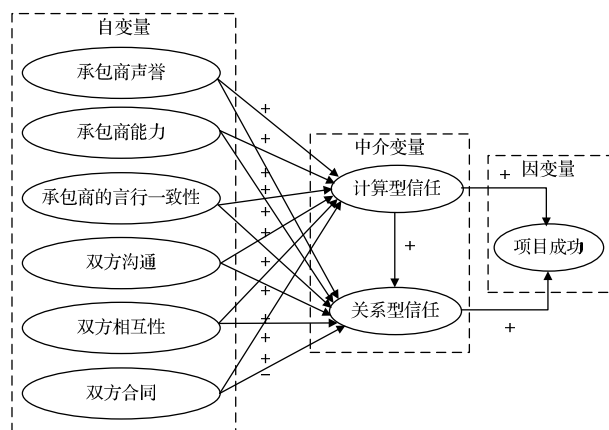 自变量
承包商声誉
承包商能力
承包商的言行一致性
双方沟通
双方相互性
双方合同
+
+
+
+
+
+
+
+
+
+
+
−
中介变量
计算型信任
+
关系型信任
+
+
因变量
项目成功